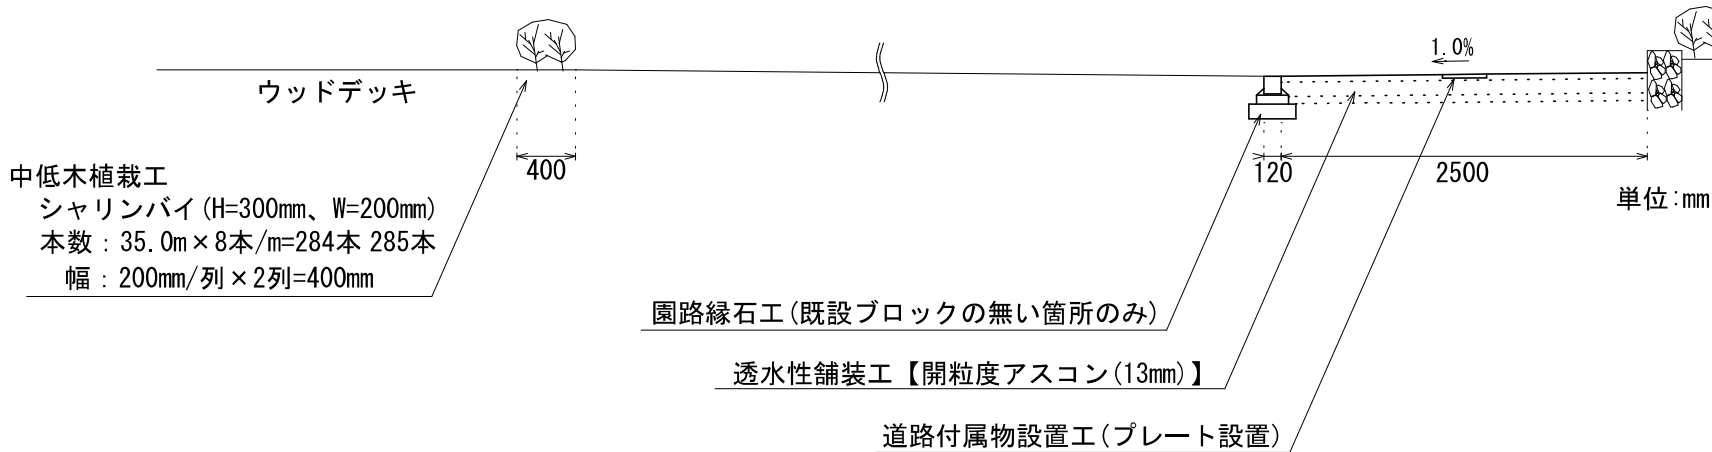 1.0%
ウッドデッキ
400
120
2500
単位:mm
中低木植栽工
シャリンバイ(H=300mm、W=200mm)
本数：35.0m×8本/m=284本 285本
幅：200mm/列×2列=400mm
園路縁石工(既設ブロックの無い箇所のみ)
透水性舗装工【開粒度アスコン(13mm)】
道路付属物設置工(プレート設置)